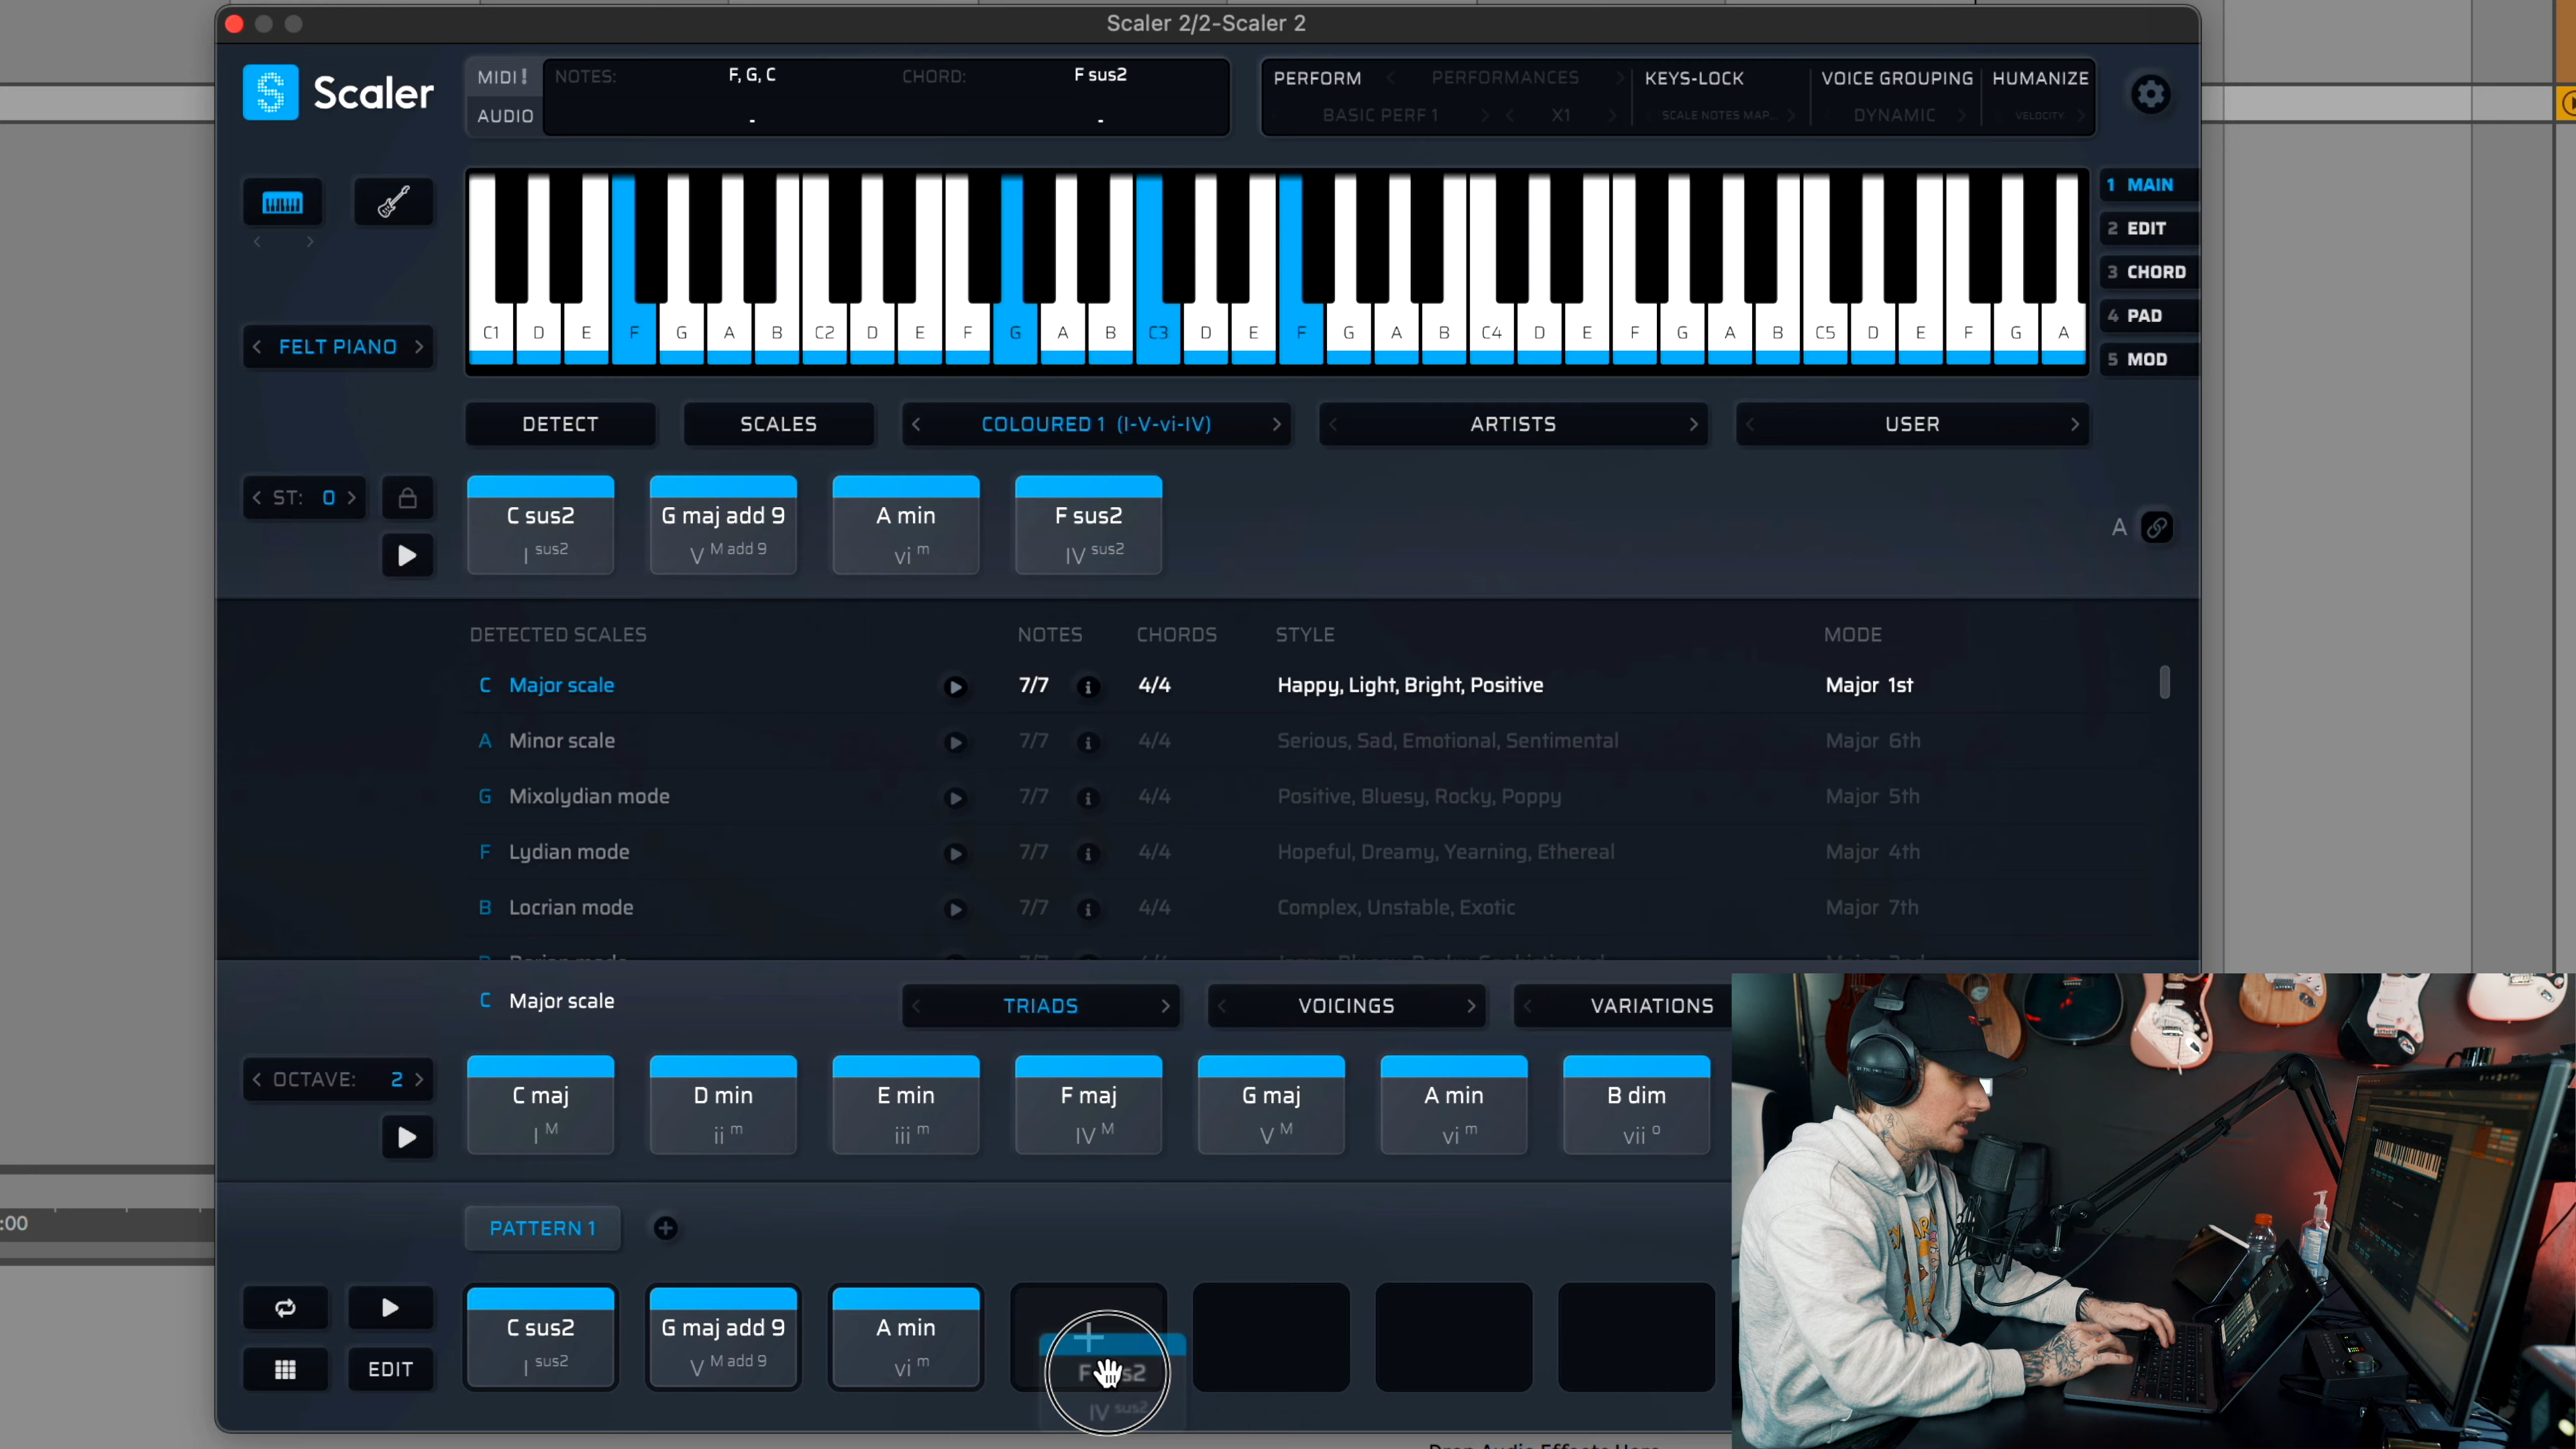 Scaler 2/2-Scaler 2
Scaler
MIDI! NOTES: F, G, C CHORD: F sus2
AUDIO - -
PERFORM < PERFORMANCES > KEYS-LOCK VOICE GROUPING HUMANIZE
BASIC PERF 1 > < X1 > SCALE NOTES MAP... > DYNAMIC > VELOCITY >
C1 D E F G A B C2 D E F G A B C3 D E F G A B C4 D E F G A B C5 D E F G A
1 MAIN
2 EDIT
3 CHORD
4 PAD
5 MOD
< FELT PIANO >
DETECT SCALES < COLOURED 1 (I-V-vi-IV) > < ARTISTS > < USER >
< ST: 0 >
C sus2 G maj add 9 A min F sus2
I sus2 V M add 9 vi m IV sus2
A
DETECTED SCALES NOTES CHORDS STYLE MODE
C Major scale 7/7 i 4/4 Happy, Light, Bright, Positive Major 1st
A Minor scale 7/7 i 4/4 Serious, Sad, Emotional, Sentimental Major 6th
G Mixolydian mode 7/7 i 4/4 Positive, Bluesy, Rocky, Poppy Major 5th
F Lydian mode 7/7 i 4/4 Hopeful, Dreamy, Yearning, Ethereal Major 4th
B Locrian mode 7/7 i 4/4 Complex, Unstable, Exotic Major 7th
C Major scale < TRIADS > < VOICINGS > < VARIATIONS
< OCTAVE: 2 >
C maj D min E min F maj G maj A min B dim
I M ii m iii m IV M V M vi m vii o
:00
PATTERN 1 +
C sus2 G maj add 9 A min
I sus2 V M add 9 vi m IV sus2
EDIT